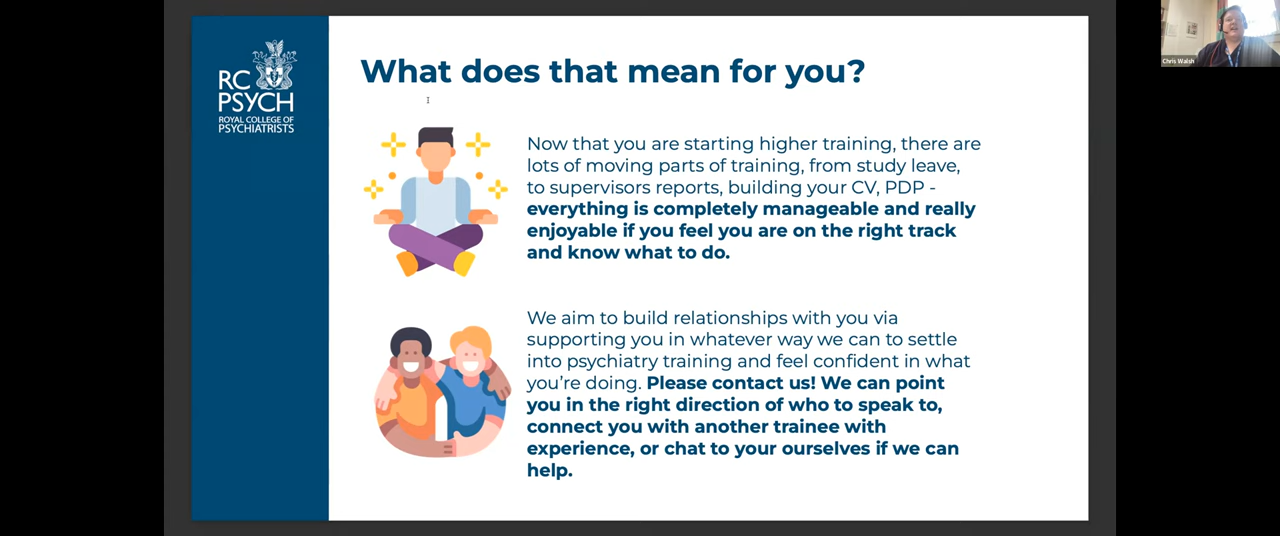 RC
PSYCH
ROYAL COLLEGE OF
PSYCHIATRISTS
What does that mean for you?
Now that you are starting higher training, there are
lots of moving parts of training, from study leave,
to supervisors reports, building your CV, PDP -
everything is completely manageable and really
enjoyable if you feel you are on the right track
and know what to do.
We aim to build relationships with you via
supporting you in whatever way we can to settle
into psychiatry training and feel confident in what
you’re doing. Please contact us! We can point
you in the right direction of who to speak to,
connect you with another trainee with
experience, or chat to your ourselves if we can
help.
Chris Walsh